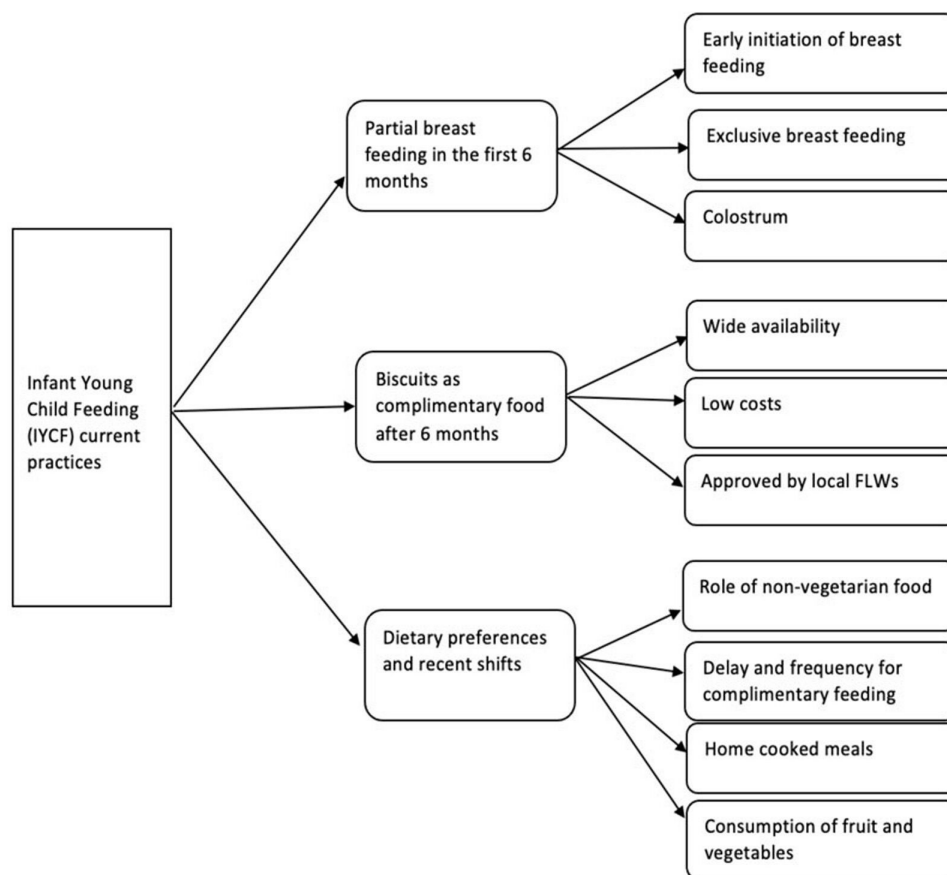 Infant Young
Child Feeding
(IYCF) current
practices
Partial breast
feeding in the first 6
months
Early initiation of breast
feeding
Exclusive breast feeding
Colostrum
Biscuits as
complimentary food
after 6 months
Wide availability
Low costs
Approved by local FLWs
Dietary preferences
and recent shifts
Role of non-vegetarian food
Delay and frequency for
complimentary feeding
Home cooked meals
Consumption of fruit and
vegetables